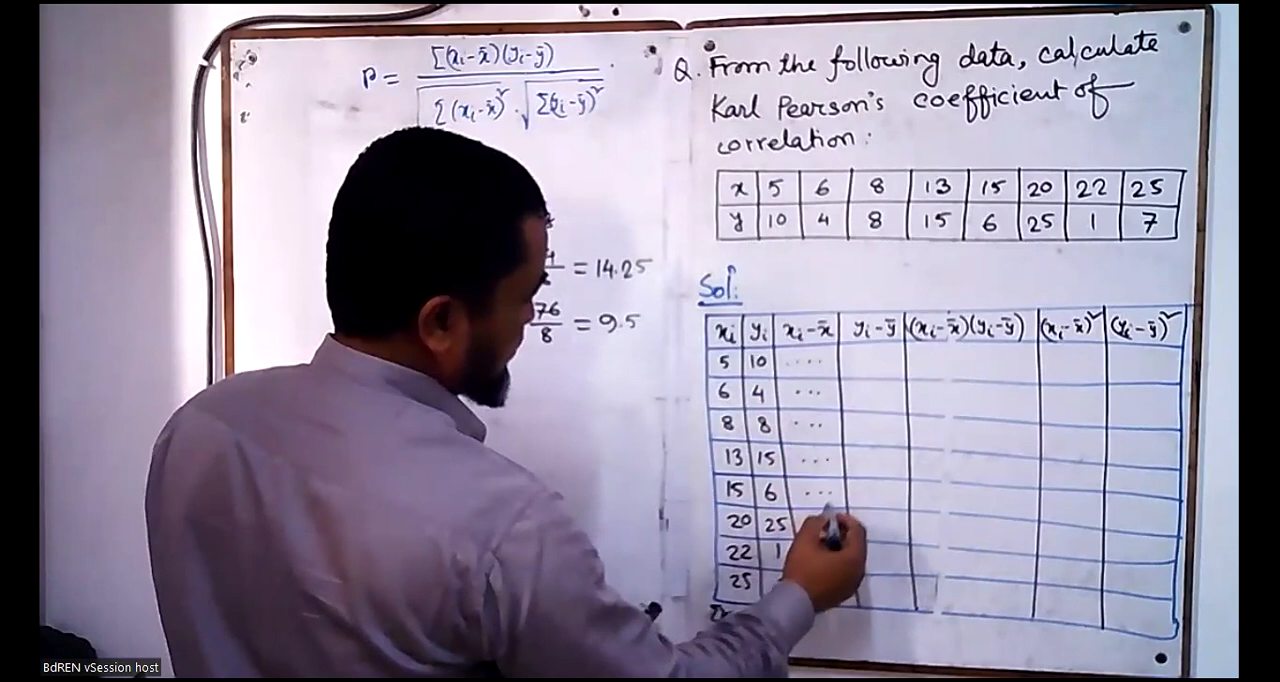 P = Σ(xᵢ-x̄)(yᵢ-ȳ)
√Σ(xᵢ-x̄)² . √Σ(yᵢ-ȳ)²
= 14.25
76/8 = 9.5
Q. From the following data, calculate
Karl Pearson's coefficient of
correlation:
x 5 6 8 13 15 20 22 25
y 10 4 8 15 6 25 1 7
Sol:
xᵢ yᵢ xᵢ-x̄ yᵢ-ȳ (xᵢ-x̄)(yᵢ-ȳ) (xᵢ-x̄)² (yᵢ-ȳ)²
5 10 ....
6 4 ...
8 8 ...
13 15 ...
15 6 ...
20 25
22 1
25
BdREN vSession host